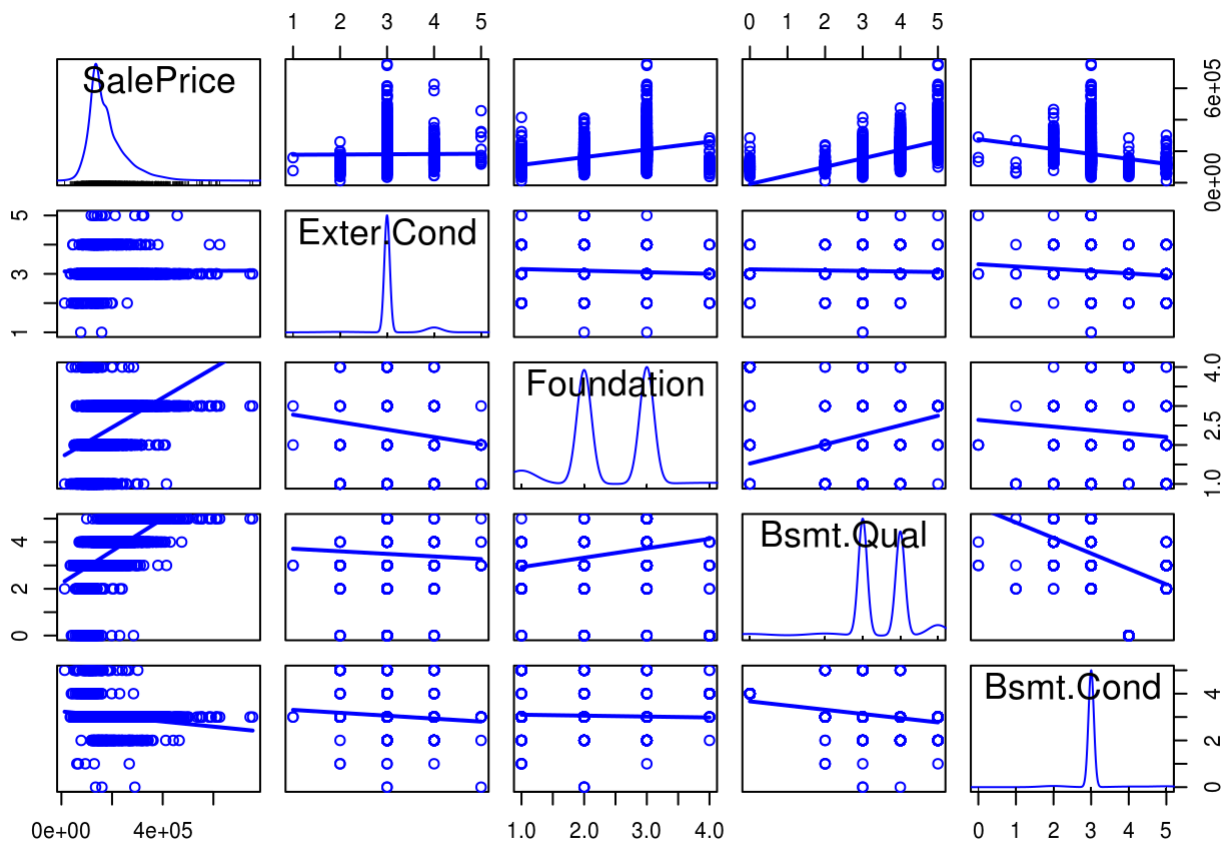 1 2 3 4 5 0 1 2 3 4 5
SalePrice
0e+00 6e+05
1 3 5
Exter.Cond
Foundation
1.0 2.5 4.0
0 2 4
Bsmt.Qual
Bsmt.Cond
0 2 4
0e+00 4e+05 1.0 2.0 3.0 4.0 0 1 2 3 4 5